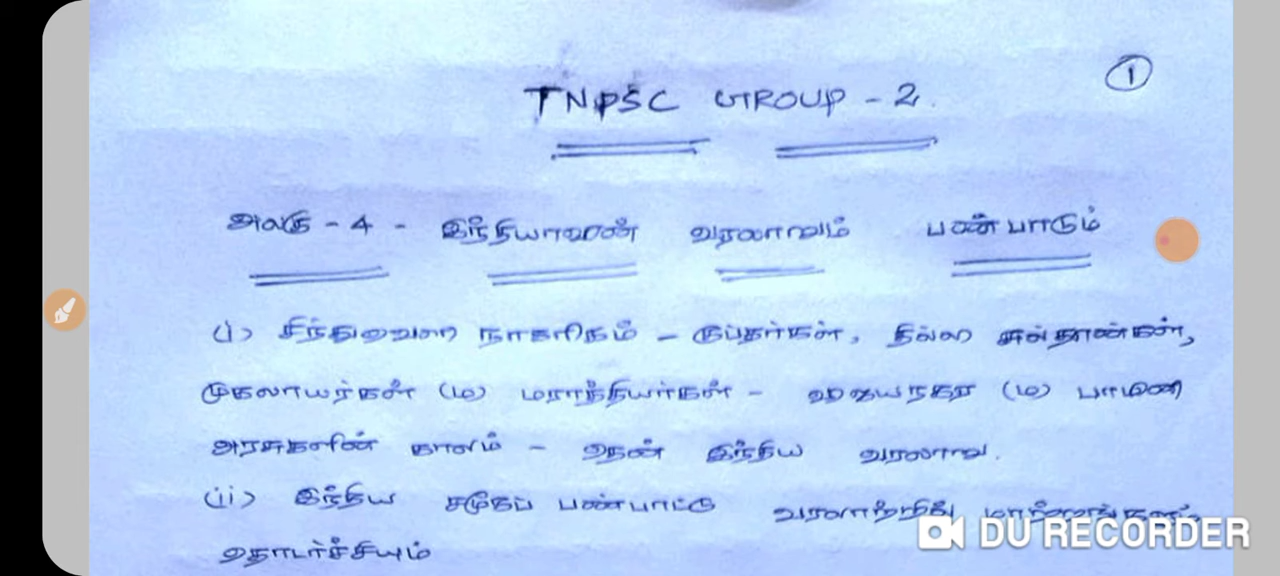 ①
TNPSC GROUP - 2.
அலகு - 4 - இந்தியாவின் வரலாறும் பண்பாடும்
(i) சிந்துவெளி நாகரிகம் - குப்தர்கள், தில்லி சுல்தான்கள்,
முகலாயர்கள் (ம) மராத்தியர்கள் - விஜயநகர (ம) பாமினி
அரசுகளின் காலம் - தென் இந்திய வரலாறு.
(ii) இந்திய சமூகப் பண்பாட்டு வரலாற்றில் மாற்றங்களும்
தொடர்ச்சியும்
DU RECORDER